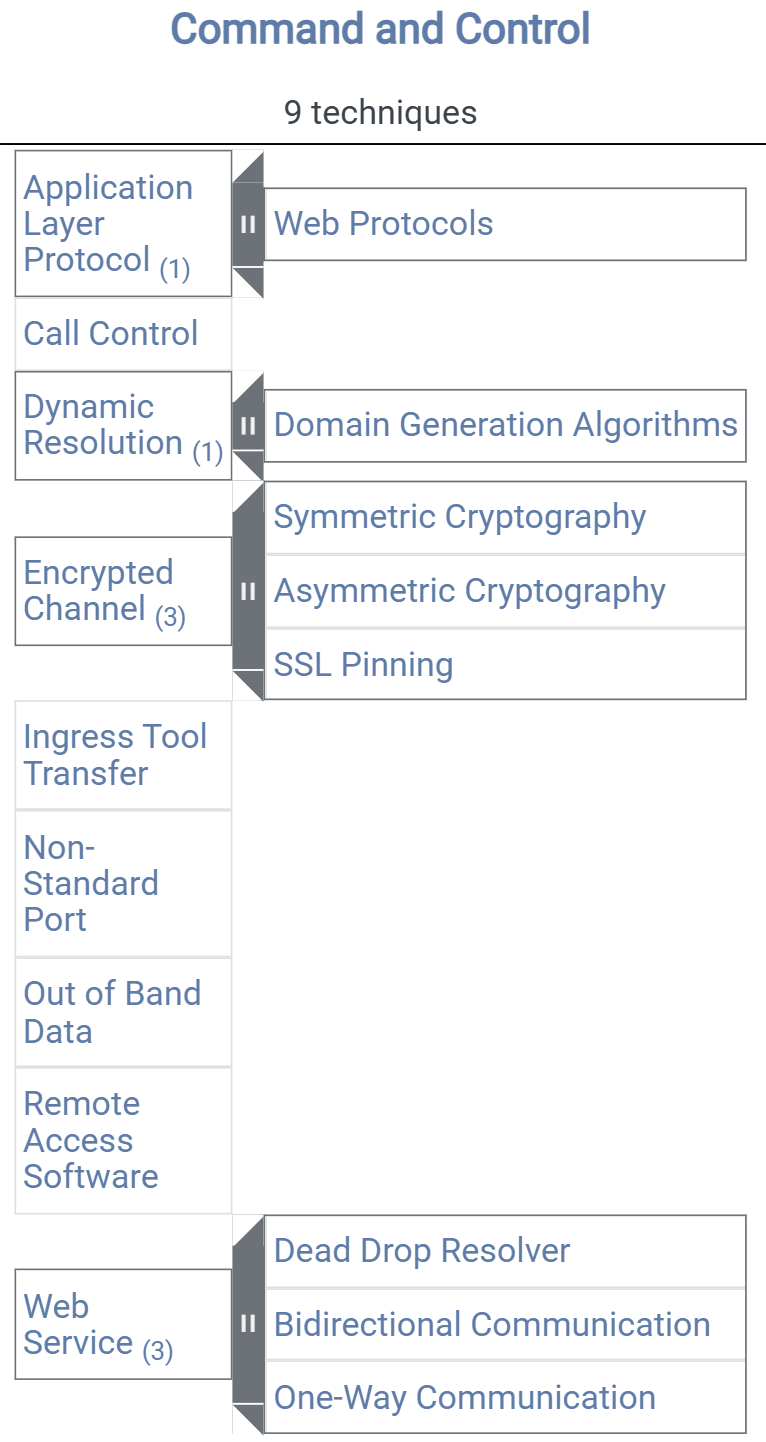 Command and Control
9 techniques
Application
Layer
Protocol (1)
Web Protocols
Call Control
Dynamic
Resolution (1)
Domain Generation Algorithms
Encrypted
Channel (3)
Symmetric Cryptography
Asymmetric Cryptography
SSL Pinning
Ingress Tool
Transfer
Non-
Standard
Port
Out of Band
Data
Remote
Access
Software
Web
Service (3)
Dead Drop Resolver
Bidirectional Communication
One-Way Communication